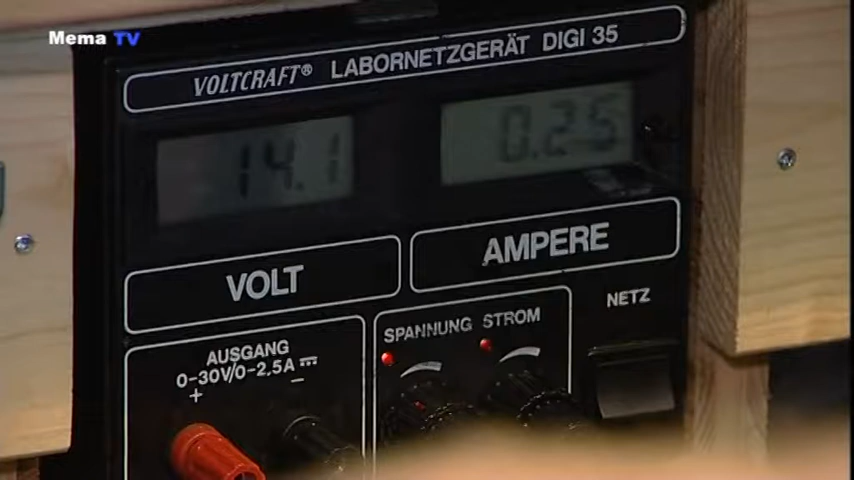 Mema TV
VOLTCRAFT® LABORNETZGERÄT DIGI 35
14.1
0.25
VOLT
AMPERE
AUSGANG
0-30V/0-2,5A
+ −
SPANNUNG STROM
NETZ